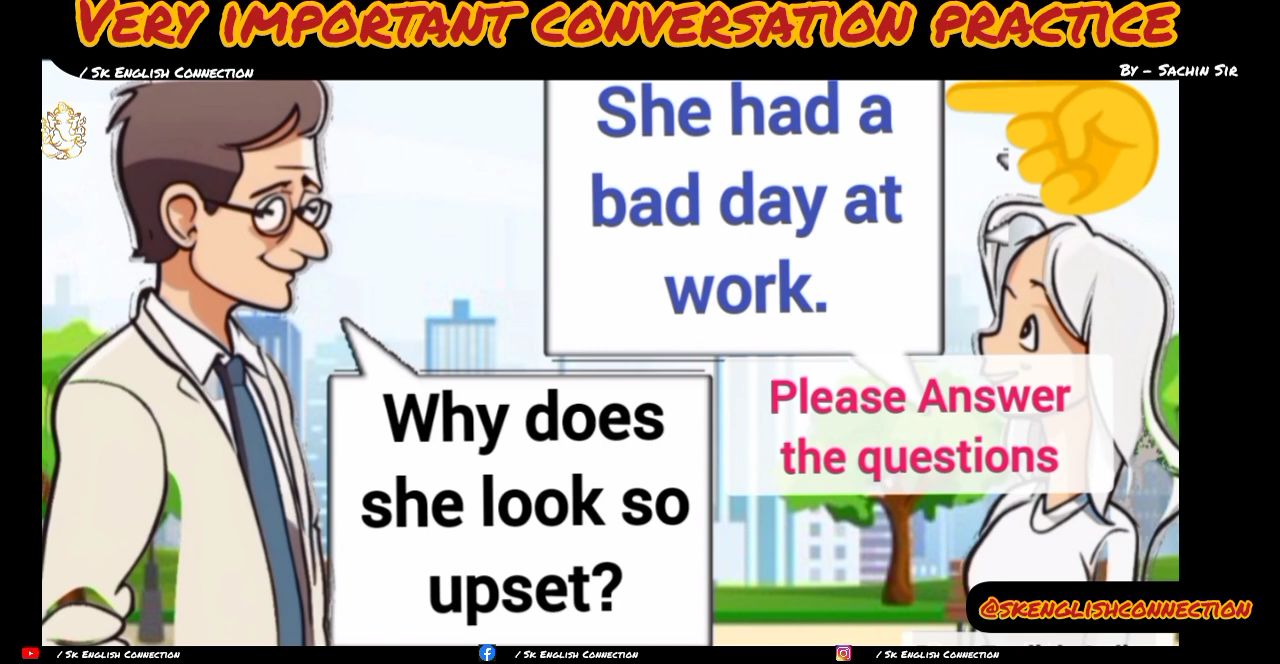 Very important conversation practice
/ Sk English Connection
By - Sachin Sir
She had a
bad day at
work.
Why does
she look so
upset?
Please Answer
the questions
@skenglishconnection
/ Sk English Connection
/ Sk English Connection
/ Sk English Connection